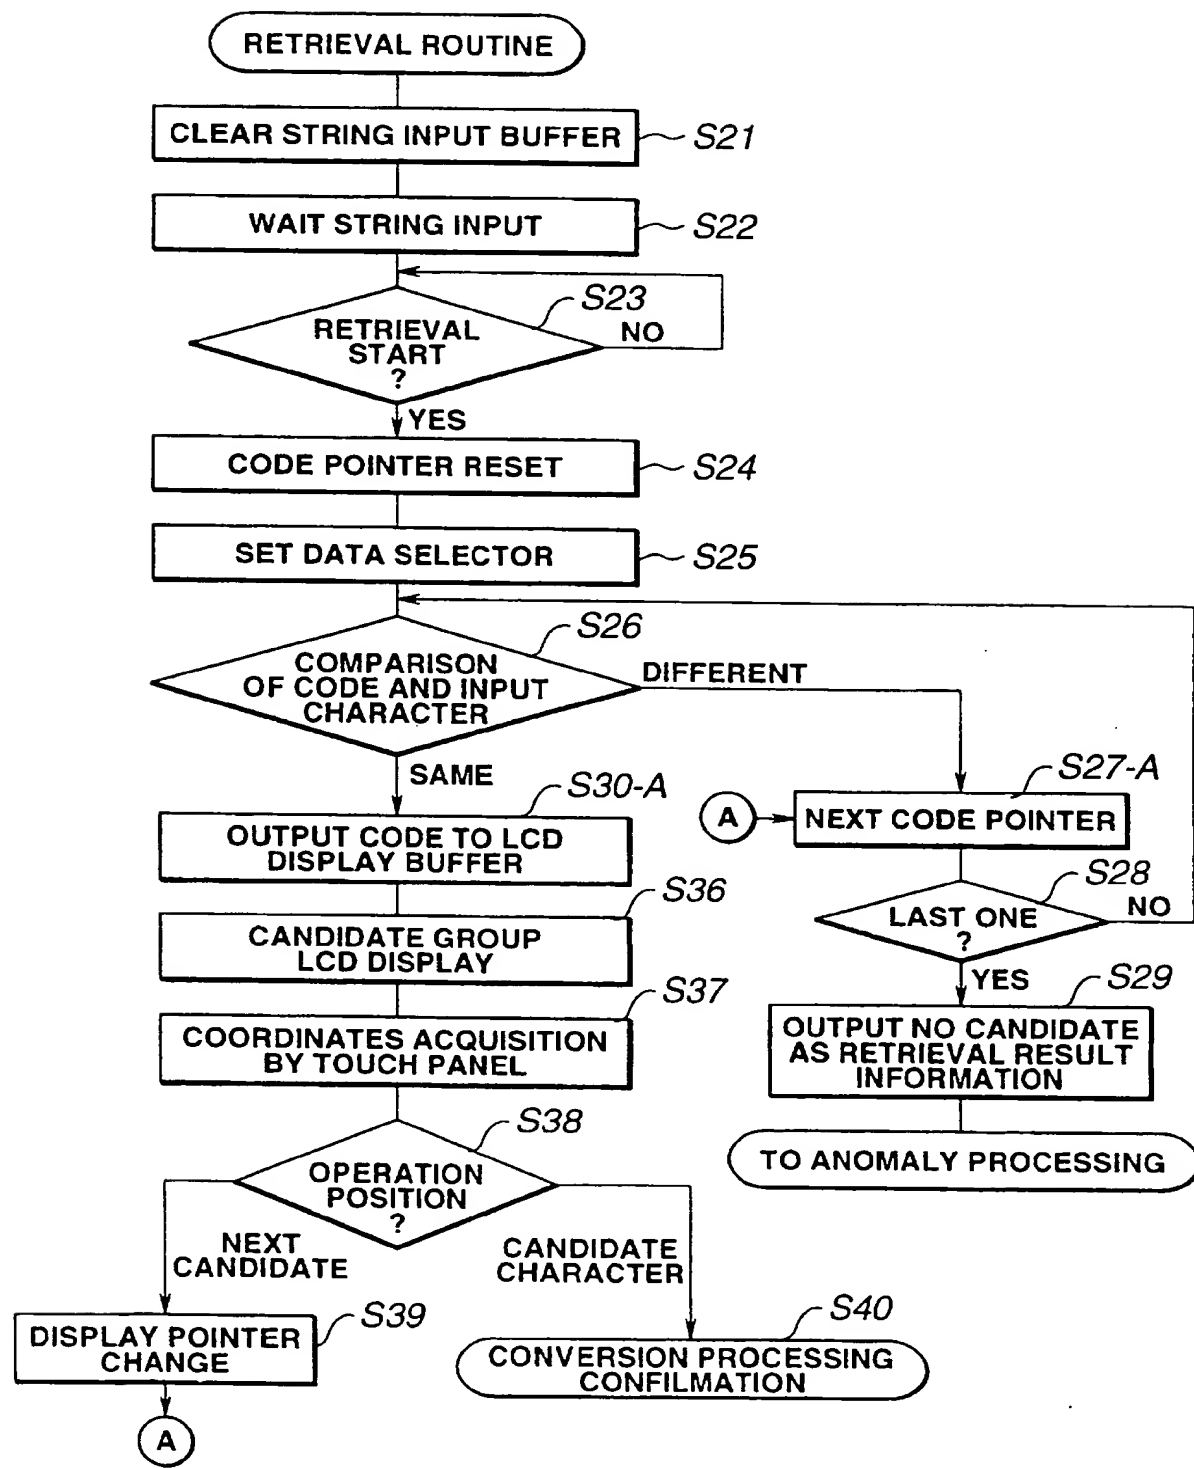 RETRIEVAL ROUTINE
CLEAR STRING INPUT BUFFER
S21
WAIT STRING INPUT
S22
S23
RETRIEVAL
START
?
NO
YES
CODE POINTER RESET
S24
SET DATA SELECTOR
S25
S26
COMPARISON
OF CODE AND INPUT
CHARACTER
DIFFERENT
SAME
S30-A
OUTPUT CODE TO LCD
DISPLAY BUFFER
S27-A
A
NEXT CODE POINTER
S28
LAST ONE
?
NO
YES
S29
OUTPUT NO CANDIDATE
AS RETRIEVAL RESULT
INFORMATION
TO ANOMALY PROCESSING
S36
CANDIDATE GROUP
LCD DISPLAY
S37
COORDINATES ACQUISITION
BY TOUCH PANEL
S38
OPERATION
POSITION
?
NEXT
CANDIDATE
CANDIDATE
CHARACTER
S39
DISPLAY POINTER
CHANGE
A
S40
CONVERSION PROCESSING
CONFILMATION